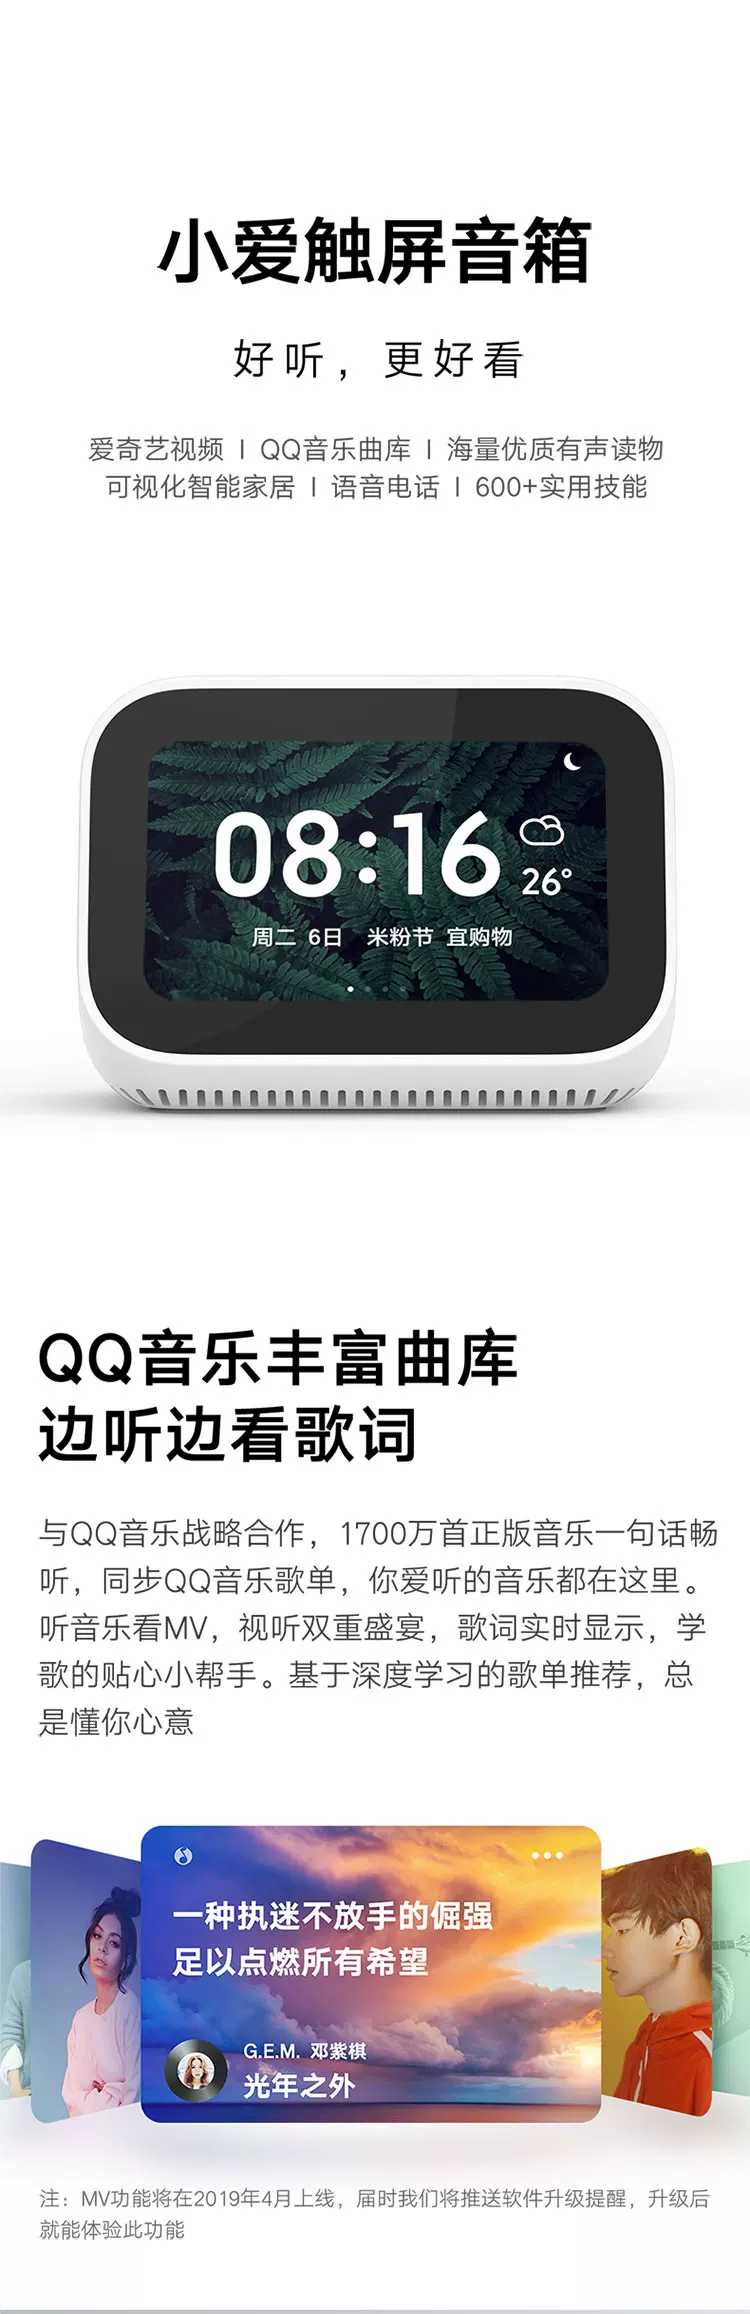 小爱触屏音箱
好听，更好看
爱奇艺视频 | QQ音乐曲库 | 海量优质有声读物
可视化智能家居 | 语音电话 | 600+实用技能
08:16
26°
周二 6日 米粉节 宜购物
QQ音乐丰富曲库
边听边看歌词
与QQ音乐战略合作，1700万首正版音乐一句话畅
听，同步QQ音乐歌单，你爱听的音乐都在这里。
听音乐看MV，视听双重盛宴，歌词实时显示，学
歌的贴心小帮手。基于深度学习的歌单推荐，总
是懂你心意
一种执迷不放手的倔强
足以点燃所有希望
G.E.M. 邓紫棋
光年之外
注：MV功能将在2019年4月上线，届时我们将推送软件升级提醒，升级后
就能体验此功能